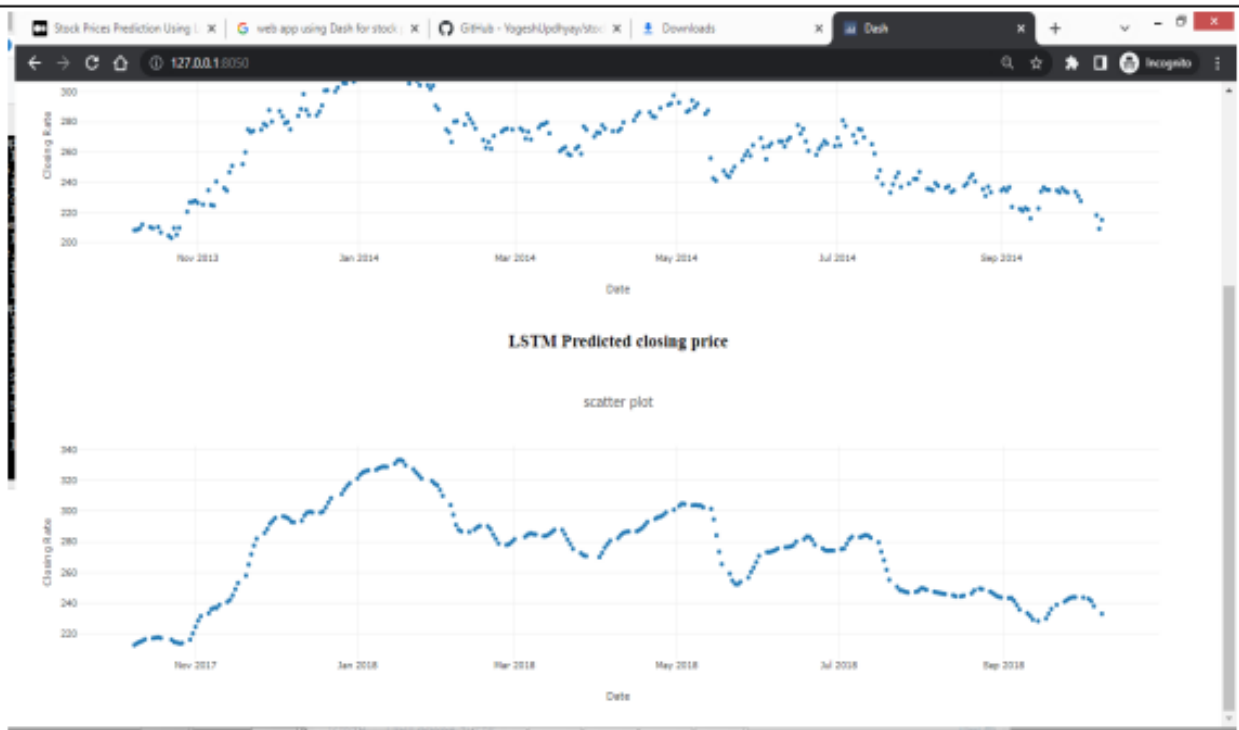 Stock Prices Prediction Using L
web app using Dash for stock p
GitHub - YogeshUpdhyay/stoc
Downloads
Dash
127.0.0.1:8050
Incognito
300
280
260
240
220
200
Closing Rate
Nov 2013
Jan 2014
Mar 2014
May 2014
Jul 2014
Sep 2014
Date
LSTM Predicted closing price
scatter plot
340
320
300
280
260
240
220
Closing Rate
Nov 2017
Jan 2018
Mar 2018
May 2018
Jul 2018
Sep 2018
Date